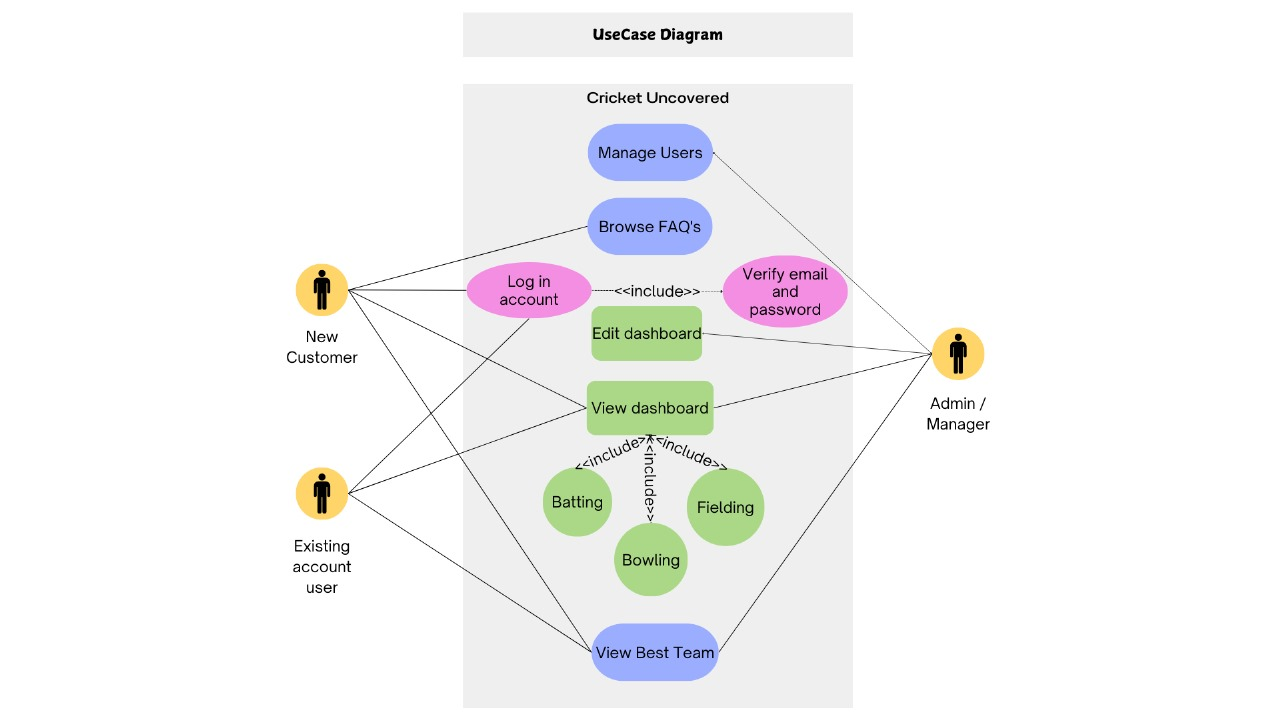 UseCase Diagram
Cricket Uncovered
Manage Users
Browse FAQ's
Log in
account
<<include>>
Verify email
and
password
Edit dashboard
View dashboard
<<include>>
<<include>>
<<include>>
Batting
Bowling
Fielding
View Best Team
New
Customer
Existing
account
user
Admin /
Manager